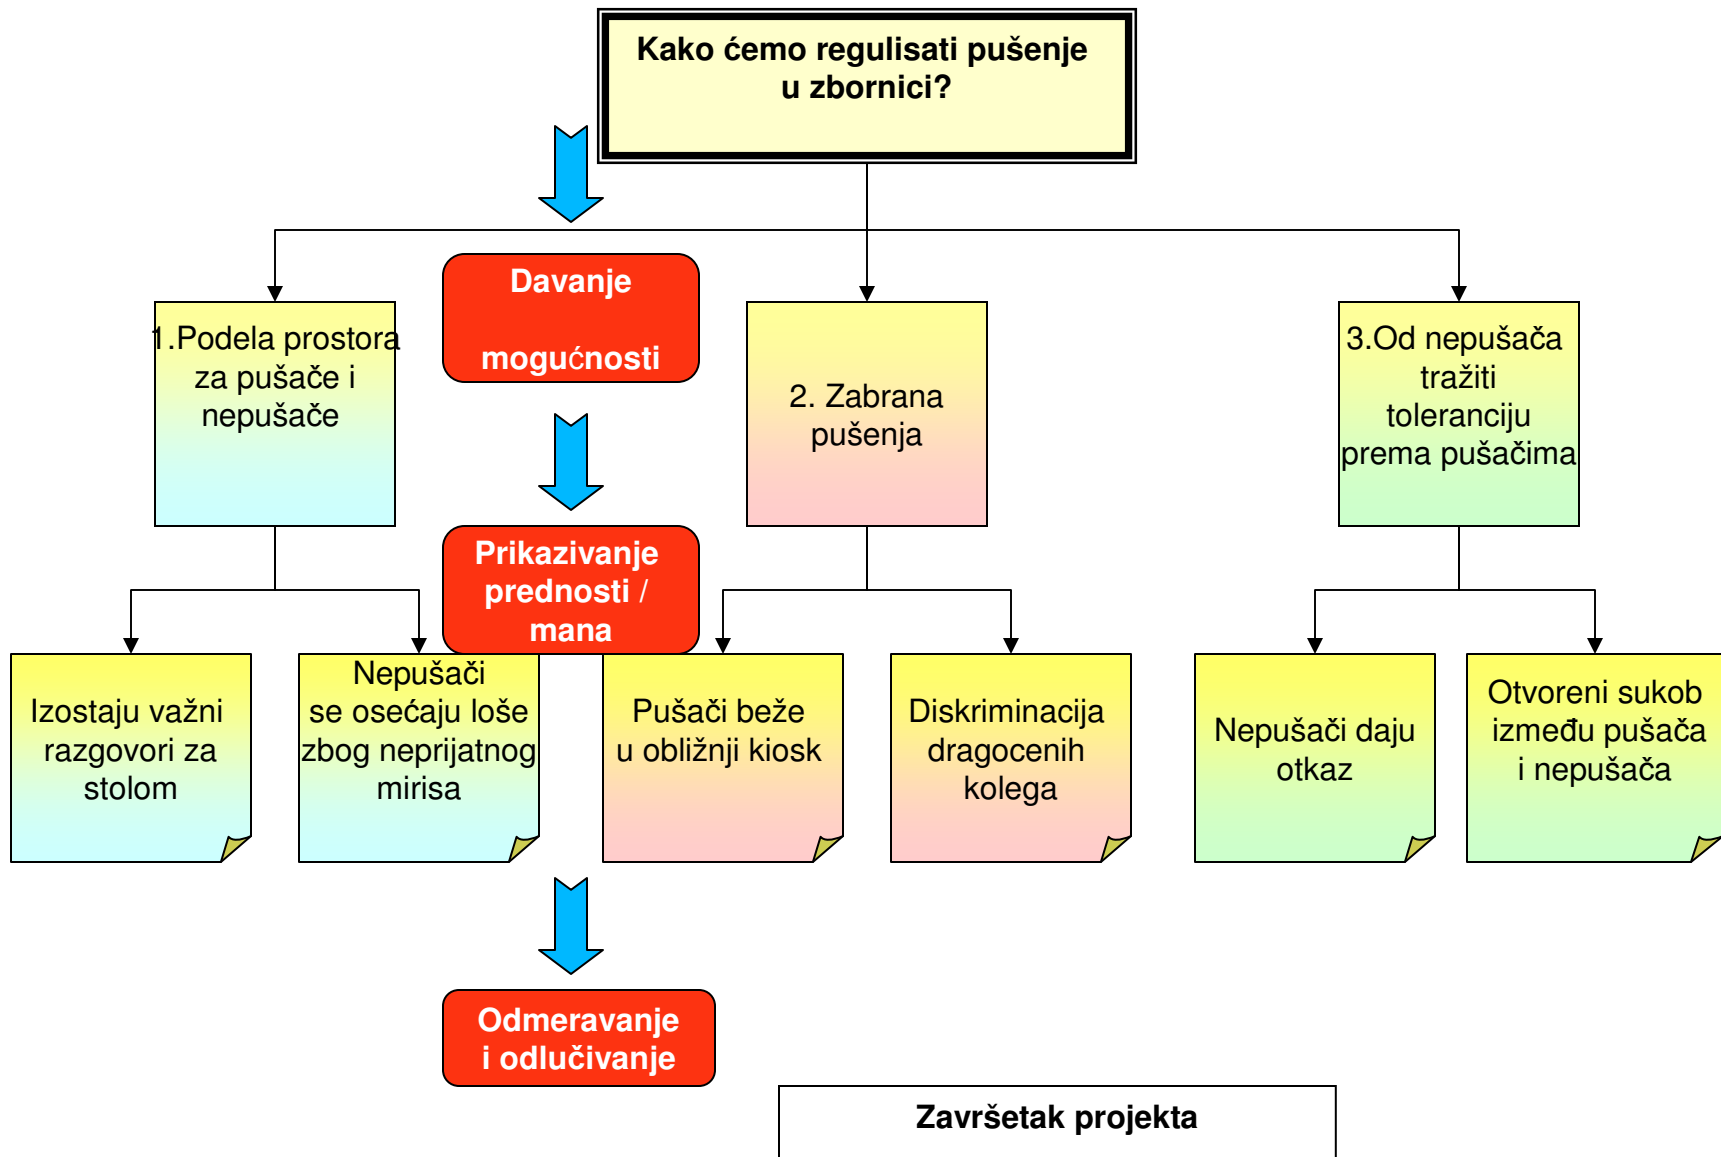 Kako ćemo regulisati pušenje
u zbornici?
Davanje
mogućnosti
1.Podela prostora
za pušače i
nepušače
2. Zabrana
pušenja
3.Od nepušača
tražiti
toleranciju
prema pušačima
Prikazivanje
prednosti /
mana
Izostaju važni
razgovori za
stolom
Nepušači
se osećaju loše
zbog neprijatnog
mirisa
Pušači beže
u obližnji kiosk
Diskriminacija
dragocenih
kolega
Nepušači daju
otkaz
Otvoreni sukob
između pušača
i nepušača
Odmeravanje
i odlučivanje
Završetak projekta